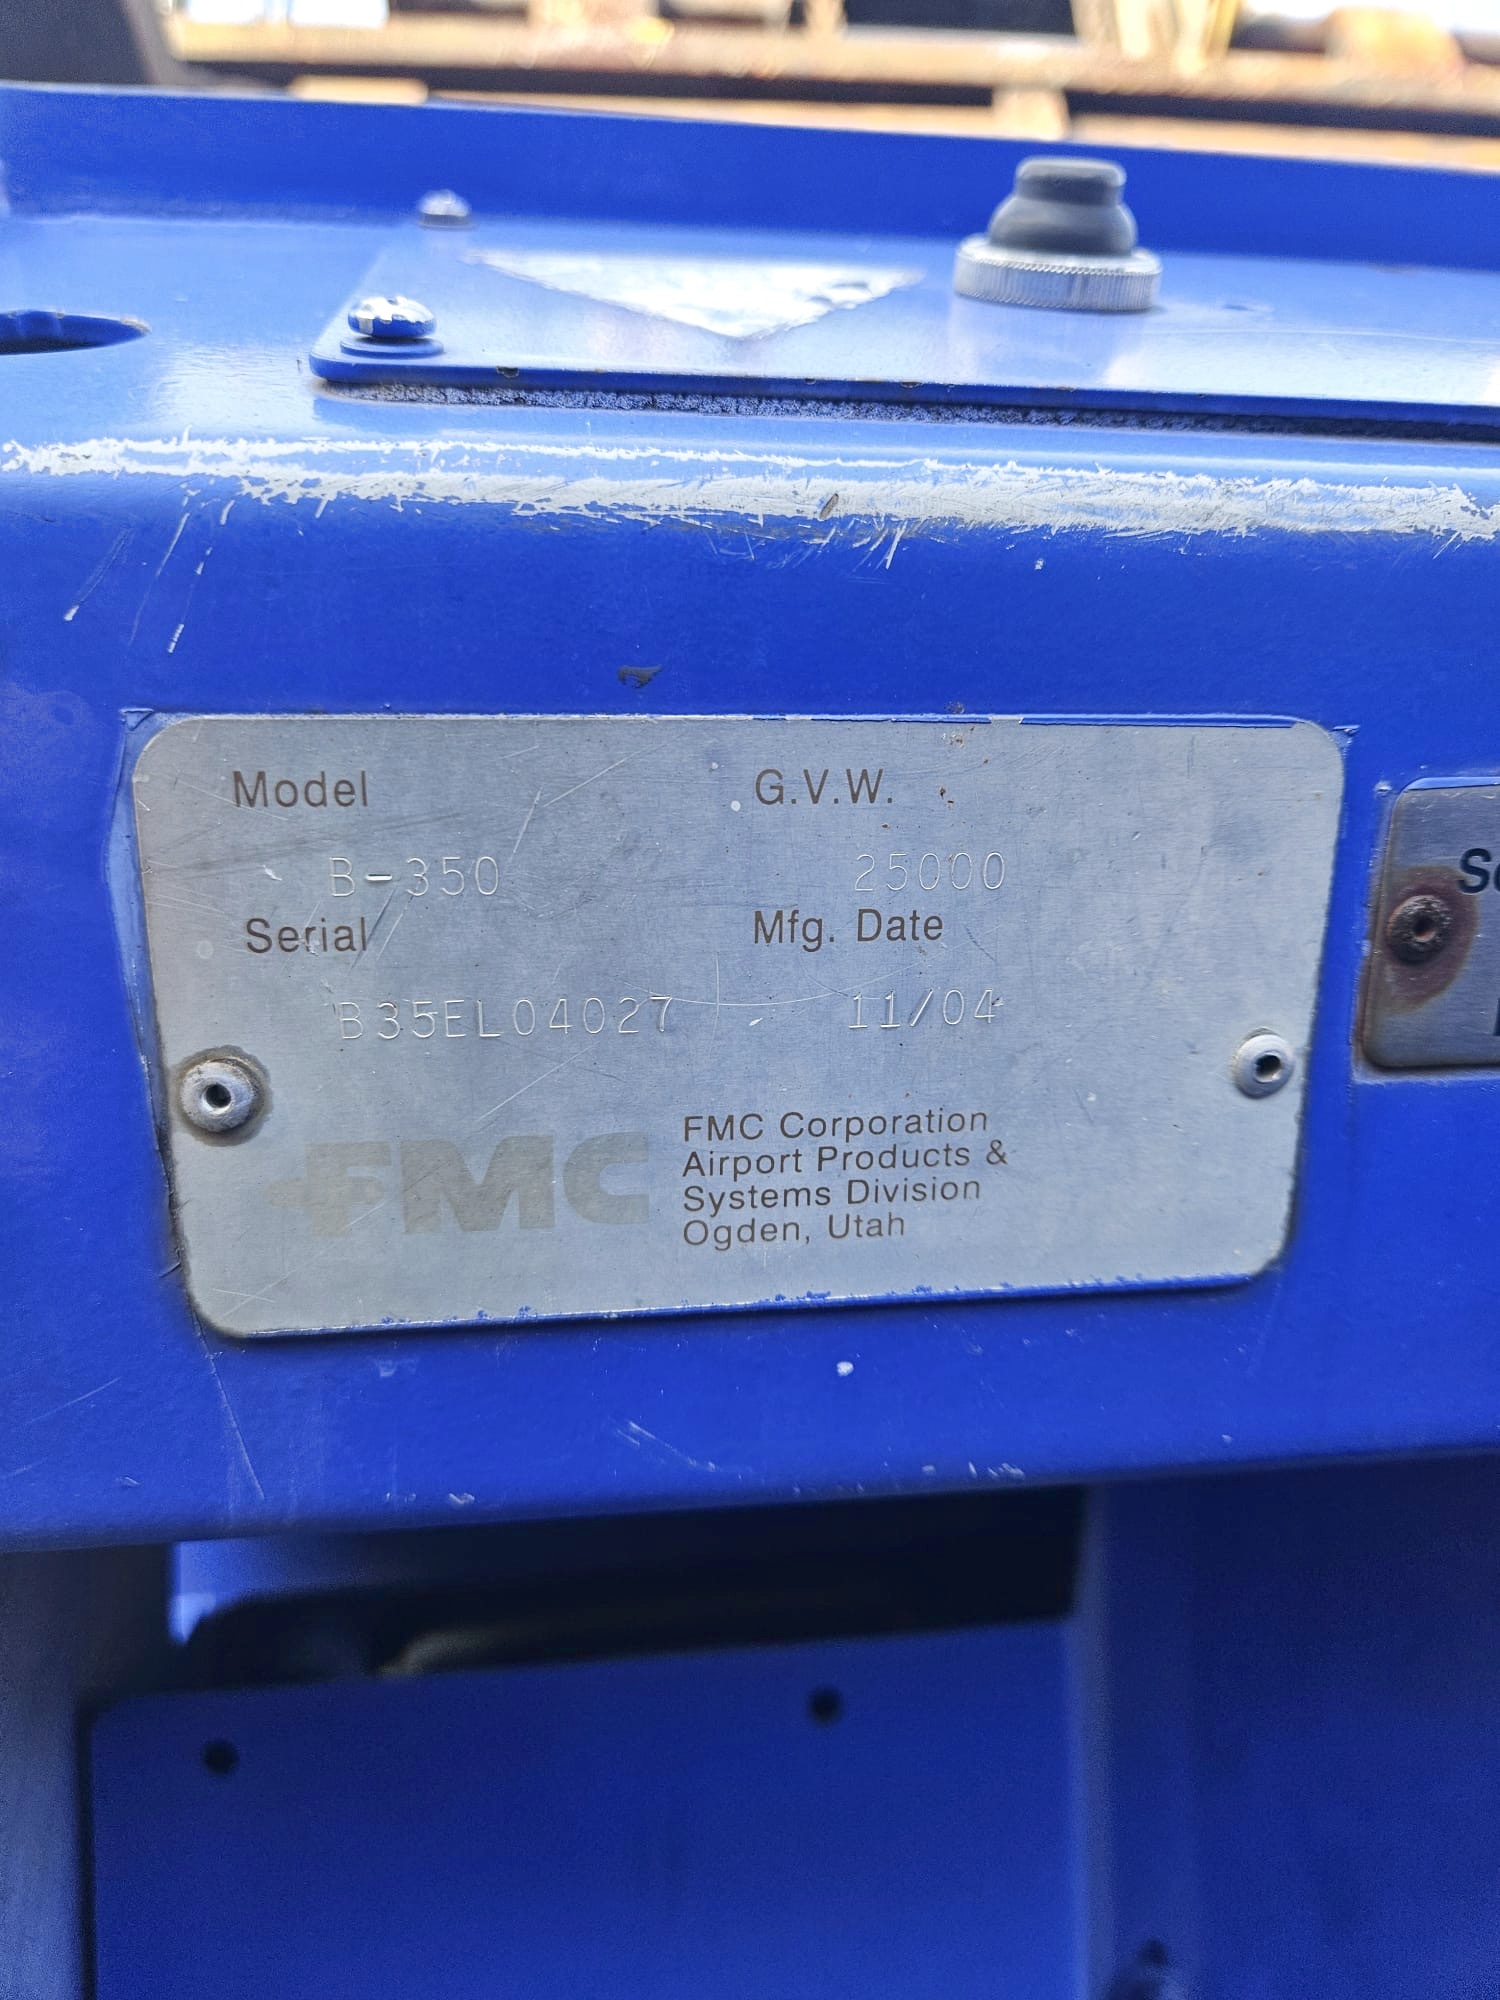 Model G.V.W.
B-350 25000
Serial Mfg. Date
B35EL04027 11/04
FMC
FMC Corporation
Airport Products &
Systems Division
Ogden, Utah